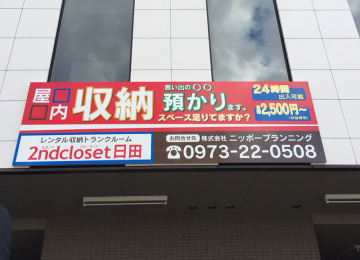 屋内
収納
思い出の〇〇
預かります。
スペース足りてますか？
24時間
出入可能
¥2,500円〜
レンタル収納トランクルーム
2ndcloset日田
お問合せ先 株式会社 ニッポープランニング
☎0973-22-0508